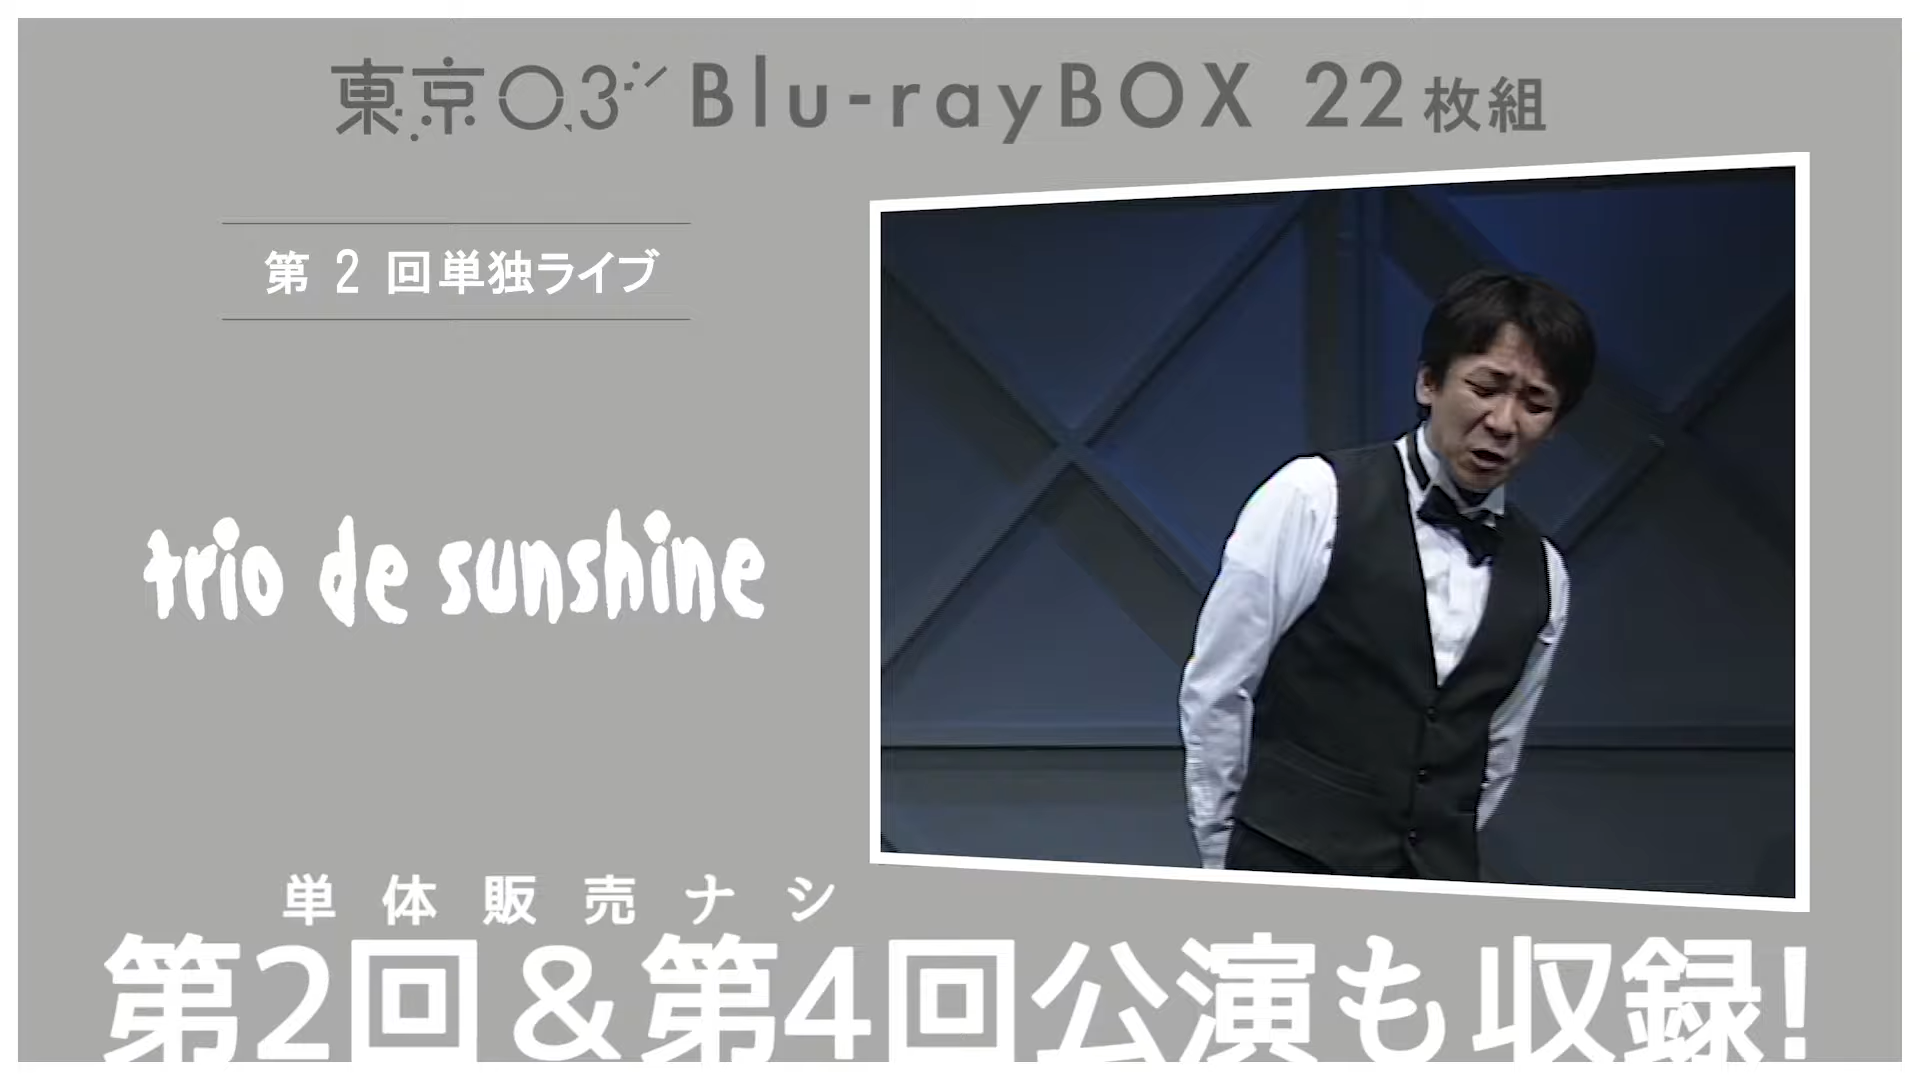 東京03 Blu-rayBOX 22枚組
第2回単独ライブ
trio de sunshine
単体販売ナシ
第2回&第4回公演も収録!